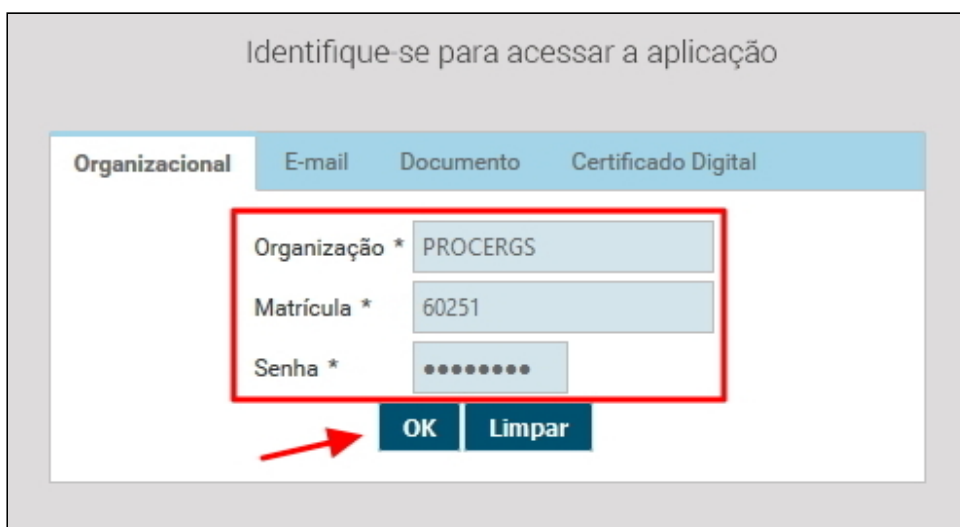 Identifique-se para acessar a aplicação
Organizacional E-mail Documento Certificado Digital
Organização * PROCERGS
Matrícula * 60251
Senha * ●●●●●●●●
OK Limpar